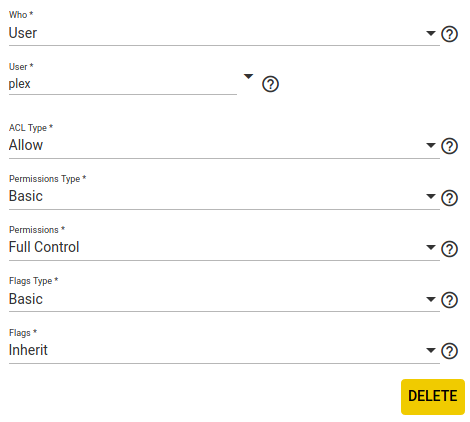 Who *
User
User *
plex
ACL Type *
Allow
Permissions Type *
Basic
Permissions *
Full Control
Flags Type *
Basic
Flags *
Inherit
DELETE